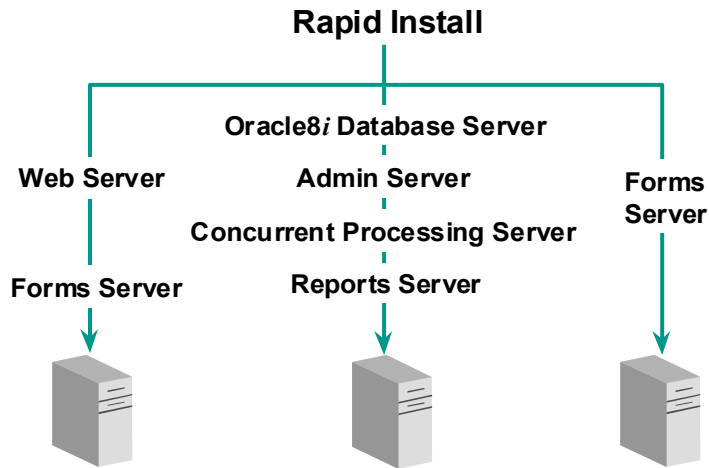 Rapid Install
Oracle8i Database Server
Web Server
Admin Server
Forms
Server
Concurrent Processing Server
Forms Server
Reports Server